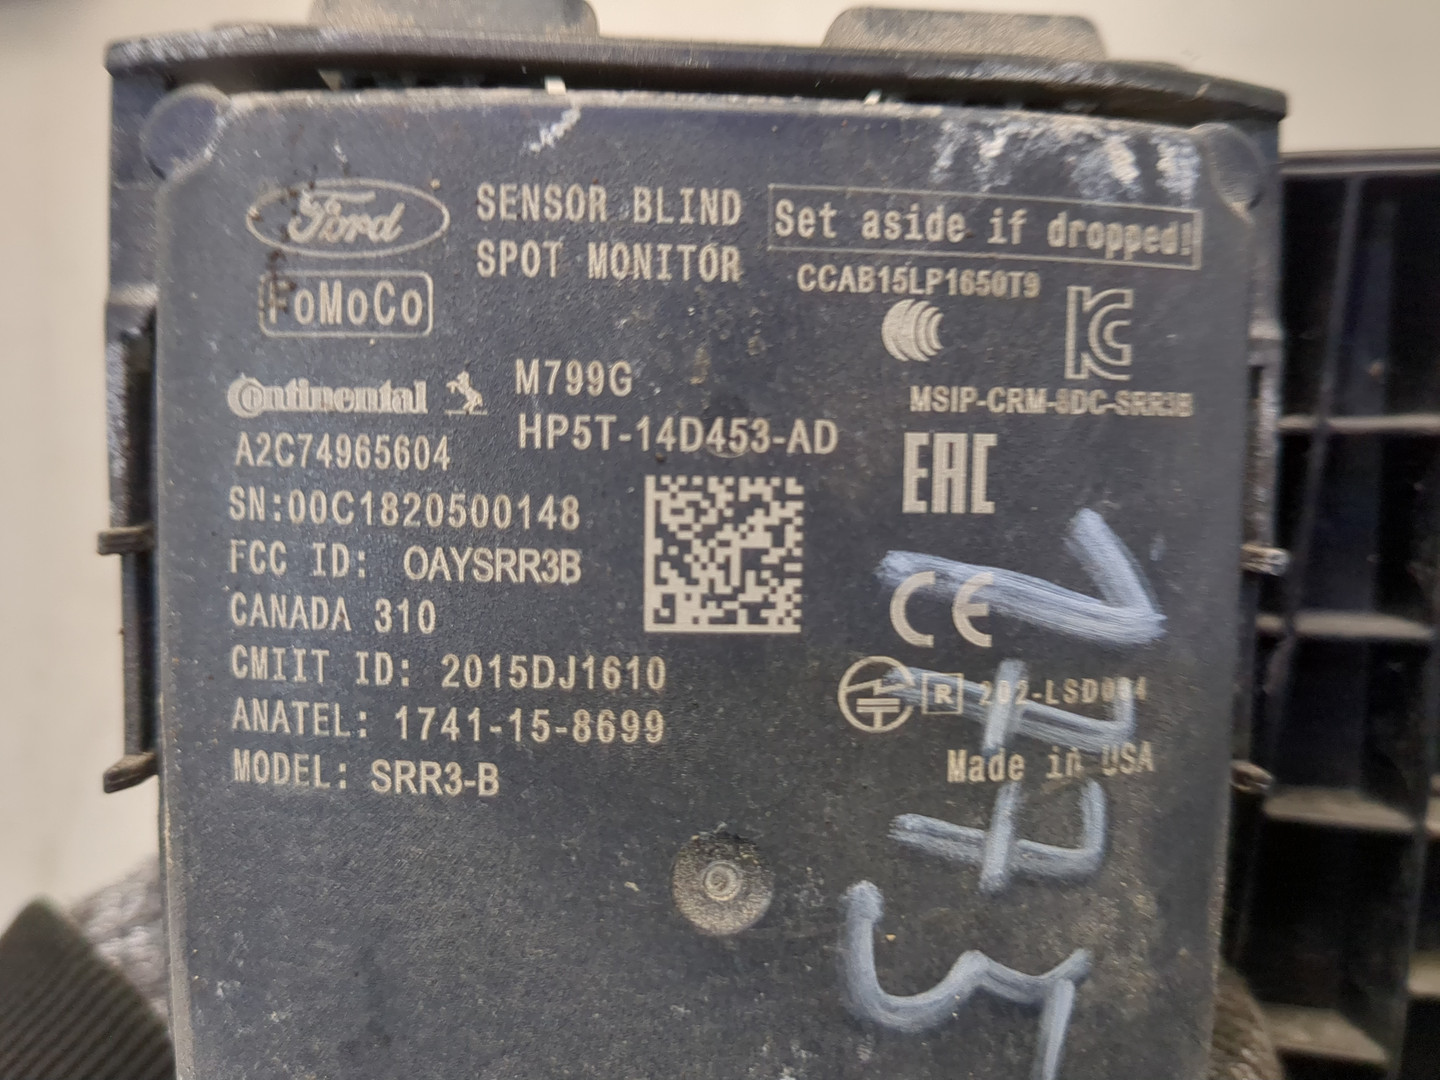 Ford
SENSOR BLIND
SPOT MONITOR
Set aside if dropped!
FoMoCo
CCAB15LP1650T9
KC
Continental
M799G
MSIP-CRM-8DC-SRR3B
HP5T-14D453-AD
A2C74965604
EAC
SN:00C1820500148
FCC ID: OAYSRR3B
CE
CANADA 310
CMIIT ID: 2015DJ1610
R
ANATEL: 1741-15-8699
Made in USA
MODEL: SRR3-B